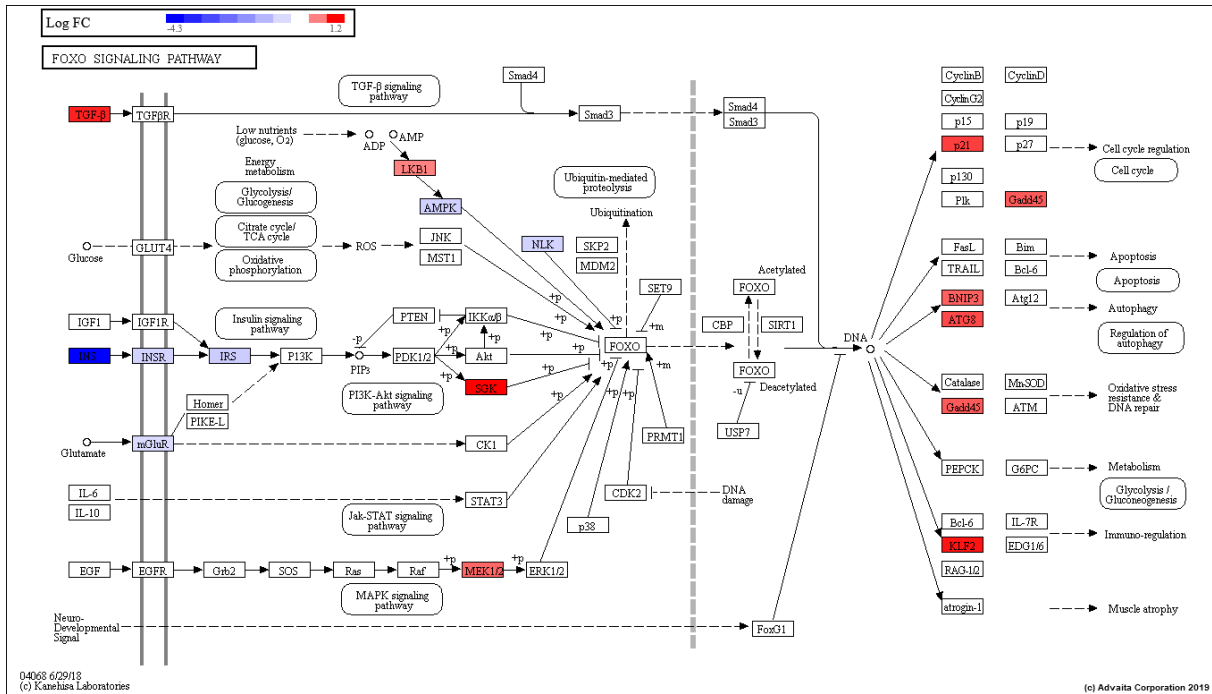 Log FC
-4.3
1.2
FOXO SIGNALING PATHWAY
TGF-β signaling
pathway
Smad4
TGF-β
TGFβR
Smad3
Smad4
Smad3
Low nutrients
(glucose, O2)
ADP
AMP
Energy
metabolism
LKB1
Glycolysis/
Glucogenesis
AMPK
Citrate cycle/
TCA cycle
Oxidative
phosphorylation
Glucose
GLUT4
ROS
JNK
MST1
NLK
Ubiquitin-mediated
proteolysis
Ubiquitination
SKP2
MDM2
SET9
+p
+p
+m
IGF1
IGF1R
Insulin signaling
pathway
PTEN
IKKα/β
INS
INSR
IRS
P13K
-p
PIP3
PDK1/2
+p
+p
Akt
+p
+p
FOXO
+p
+m
SGK
+p
+p
+p
+p
+p
PI3K-Akt signaling
pathway
Homer
PIKE-L
Glutamate
mGluR
CK1
PRMT1
IL-6
IL-10
STAT3
CDK2
DNA
damage
Jak-STAT signaling
pathway
p38
EGF
EGFR
Grb2
SOS
Ras
Raf
+p
MEK1/2
+p
ERK1/2
MAPK signaling
pathway
Neuro-
Developmental
Signal
FoxG1
Acetylated
FOXO
CBP
SIRT1
FOXO
Deacetylated
-u
USP7
DNA
CyclinB
CyclinD
CyclinG2
p15
p19
p21
p27
Cell cycle regulation
Cell cycle
p130
Plk
Gadd45
FasL
Bim
TRAIL
Bcl-6
Apoptosis
Apoptosis
BNIP3
Atg12
ATG8
Autophagy
Regulation of
autophagy
Catalase
MnSOD
Gadd45
ATM
Oxidative stress
resistance &
DNA repair
PEPCK
G6PC
Metabolism
Glycolysis /
Gluconeogenesis
Bcl-6
IL-7R
KLF2
EDG1/6
Immuno-regulation
RAG-1/2
atrogin-1
Muscle atrophy
04068 6/29/18
(c) Kanehisa Laboratories
(c) Advaita Corporation 2019